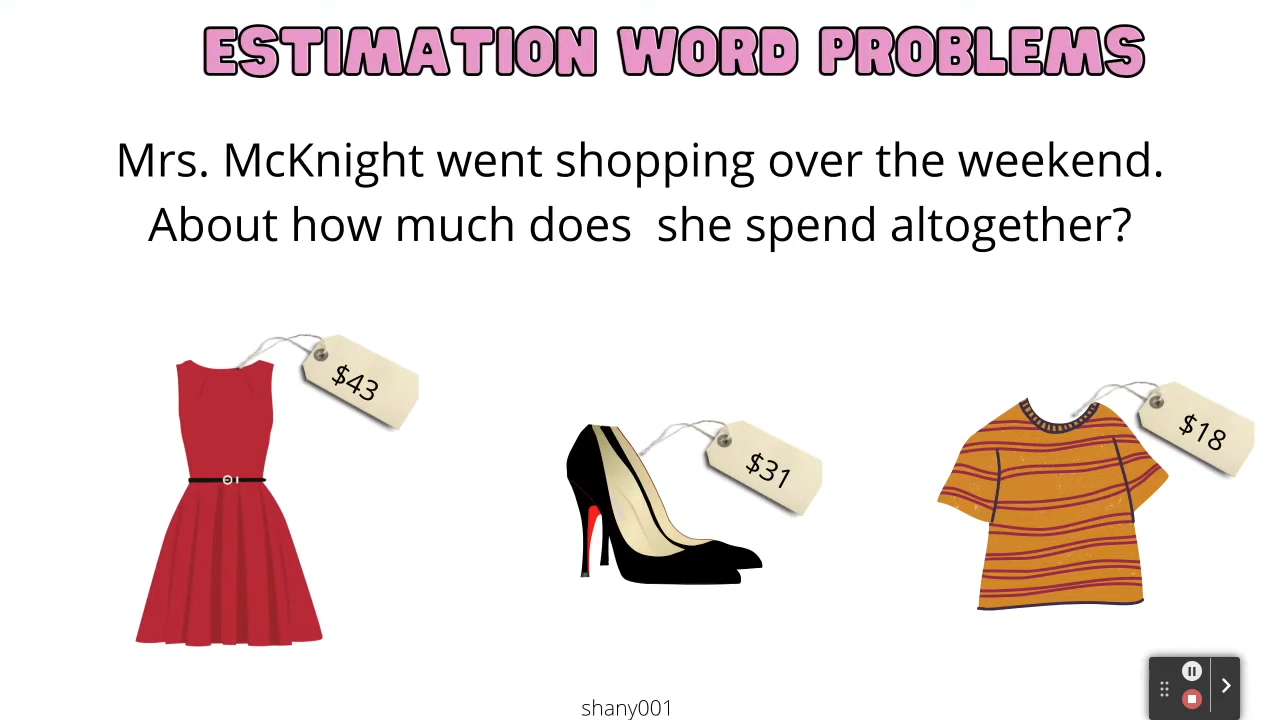 ESTIMATION WORD PROBLEMS
Mrs. McKnight went shopping over the weekend.
About how much does she spend altogether?
$43
$31
$18
shany001